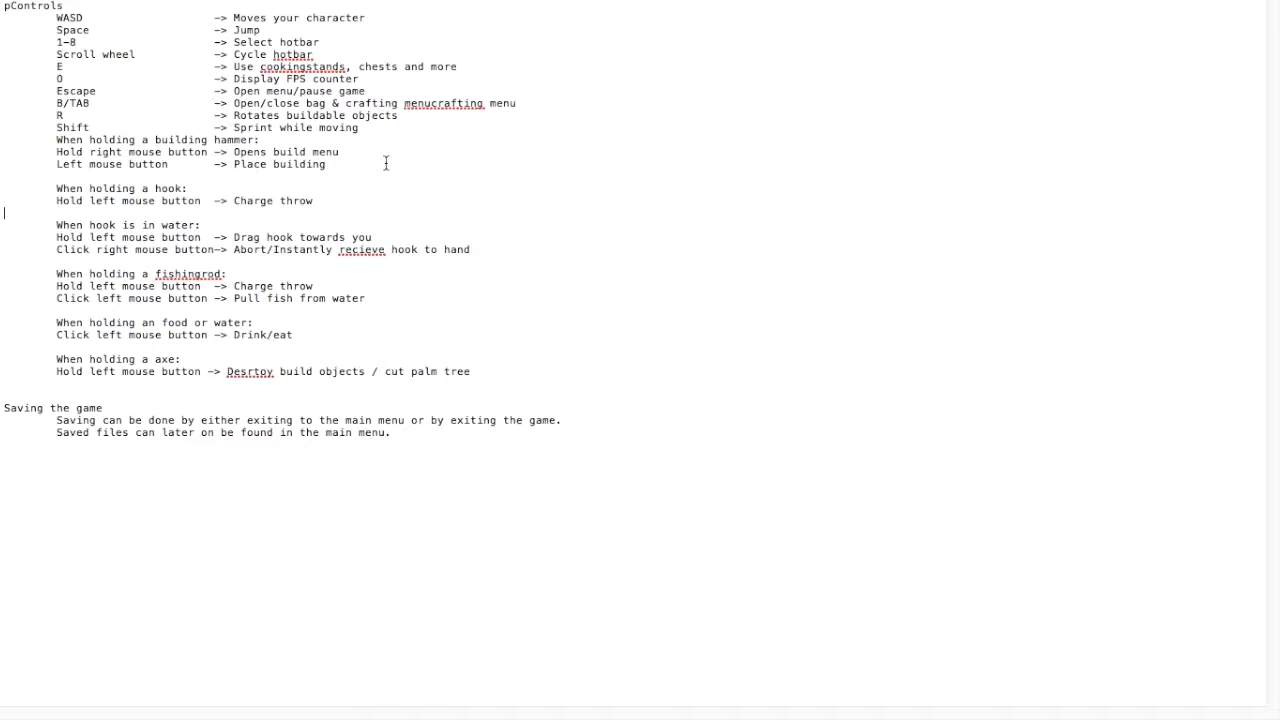 pControls
WASD -> Moves your character
Space -> Jump
1-8 -> Select hotbar
Scroll wheel -> Cycle hotbar
E -> Use cookingstands, chests and more
O -> Display FPS counter
Escape -> Open menu/pause game
B/TAB -> Open/close bag & crafting menucrafting menu
R -> Rotates buildable objects
Shift -> Sprint while moving
When holding a building hammer:
Hold right mouse button -> Opens build menu
Left mouse button -> Place building
When holding a hook:
Hold left mouse button -> Charge throw
When hook is in water:
Hold left mouse button -> Drag hook towards you
Click right mouse button-> Abort/Instantly recieve hook to hand
When holding a fishingrod:
Hold left mouse button -> Charge throw
Click left mouse button -> Pull fish from water
When holding an food or water:
Click left mouse button -> Drink/eat
When holding a axe:
Hold left mouse button -> Desrtoy build objects / cut palm tree
Saving the game
Saving can be done by either exiting to the main menu or by exiting the game.
Saved files can later on be found in the main menu.